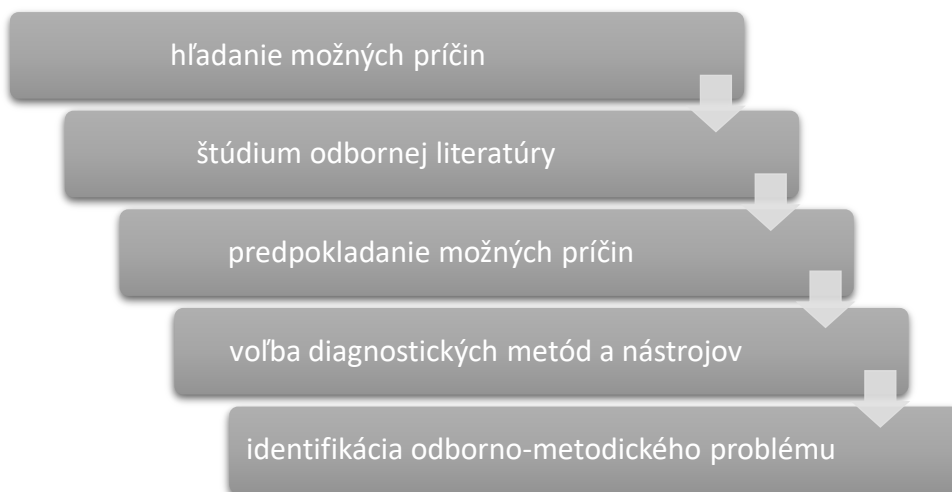 hľadanie možných príčin
štúdium odbornej literatúry
predpokladanie možných príčin
voľba diagnostických metód a nástrojov
identifikácia odborno-metodického problému